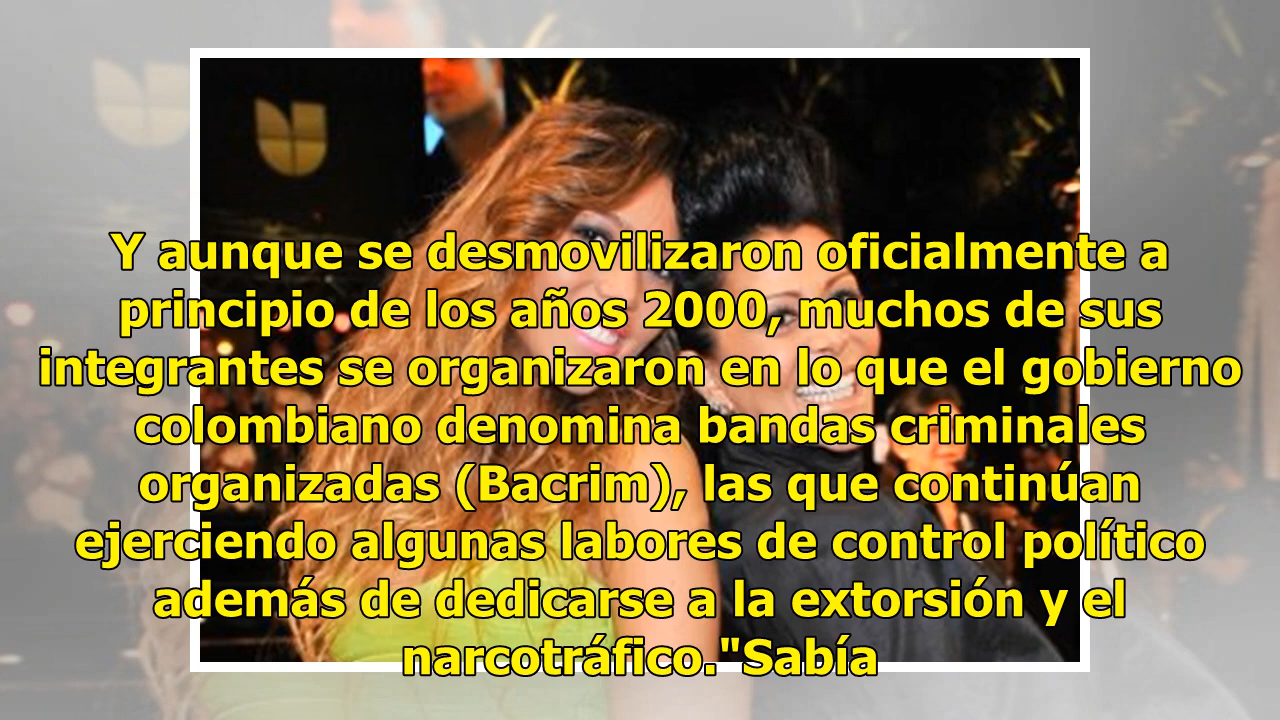 Y aunque se desmovilizaron oficialmente a
principio de los años 2000, muchos de sus
integrantes se organizaron en lo que el gobierno
colombiano denomina bandas criminales
organizadas (Bacrim), las que continúan
ejerciendo algunas labores de control político
además de dedicarse a la extorsión y el
narcotráfico."Sabía